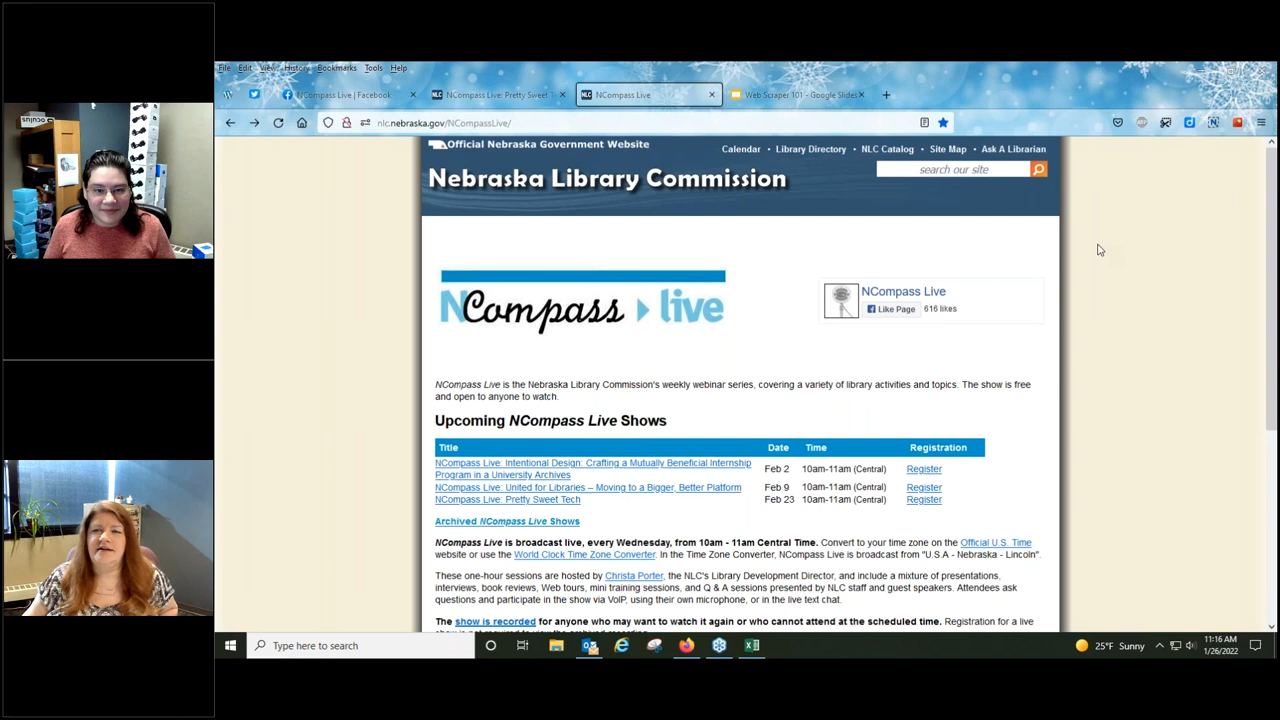 File Edit View History Bookmarks Tools Help
NCompass Live | Facebook
NLC NCompass Live: Pretty Sweet T
NLC NCompass Live
Web Scraper 101 - Google Slides
nlc.nebraska.gov/NCompassLive/
Official Nebraska Government Website
Calendar • Library Directory • NLC Catalog • Site Map • Ask A Librarian
Nebraska Library Commission
search our site
NCompass live
NCompass Live
Like Page 616 likes
NCompass Live is the Nebraska Library Commission's weekly webinar series, covering a variety of library activities and topics. The show is free
and open to anyone to watch.
Upcoming NCompass Live Shows
Title Date Time Registration
NCompass Live: Intentional Design: Crafting a Mutually Beneficial Internship
Program in a University Archives Feb 2 10am-11am (Central) Register
NCompass Live: United for Libraries – Moving to a Bigger, Better Platform Feb 9 10am-11am (Central) Register
NCompass Live: Pretty Sweet Tech Feb 23 10am-11am (Central) Register
Archived NCompass Live Shows
NCompass Live is broadcast live, every Wednesday, from 10am - 11am Central Time. Convert to your time zone on the Official U.S. Time
website or use the World Clock Time Zone Converter. In the Time Zone Converter, NCompass Live is broadcast from "U.S.A - Nebraska - Lincoln".
These one-hour sessions are hosted by Christa Porter, the NLC's Library Development Director, and include a mixture of presentations,
interviews, book reviews, Web tours, mini training sessions, and Q & A sessions presented by NLC staff and guest speakers. Attendees ask
questions and participate in the show via VoIP, using their own microphone, or in the live text chat.
The show is recorded for anyone who may want to watch it again or who cannot attend at the scheduled time. Registration for a live
Type here to search
25°F Sunny
11:16 AM
1/26/2022